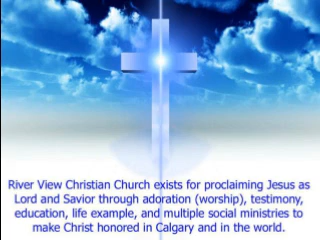 River View Christian Church exists for proclaiming Jesus as
Lord and Savior through adoration (worship), testimony,
education, life example, and multiple social ministries to
make Christ honored in Calgary and in the world.